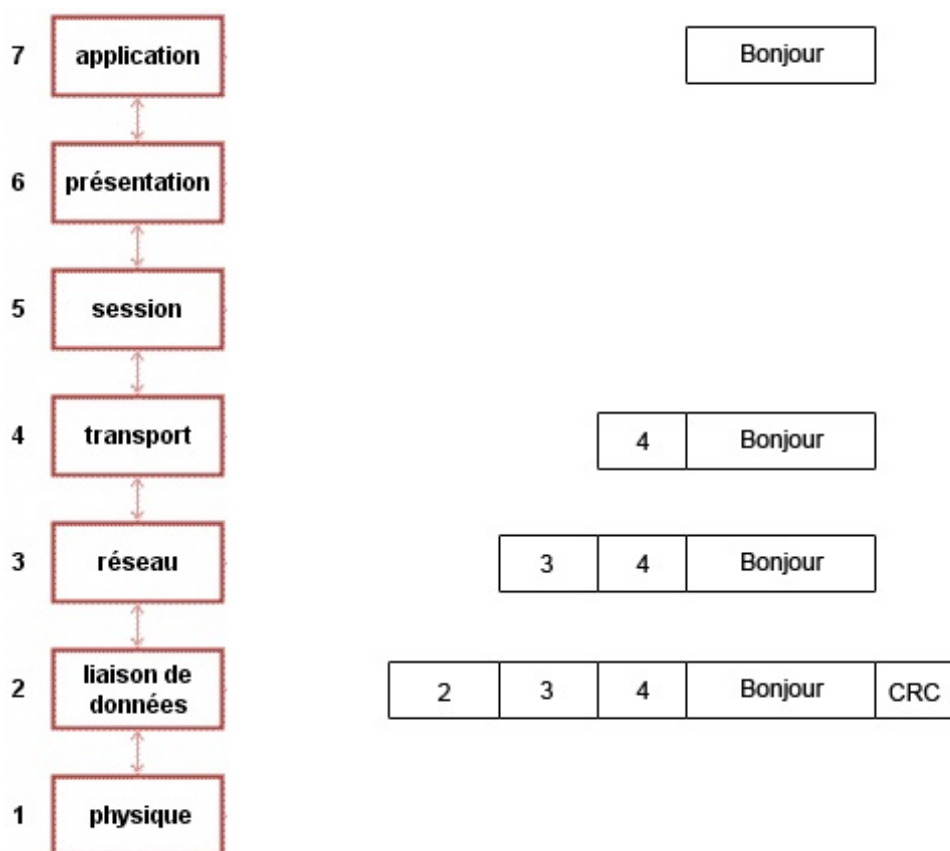 7 application Bonjour
6 présentation
5 session
4 transport 4 Bonjour
3 réseau 3 4 Bonjour
2 liaison de données 2 3 4 Bonjour CRC
1 physique